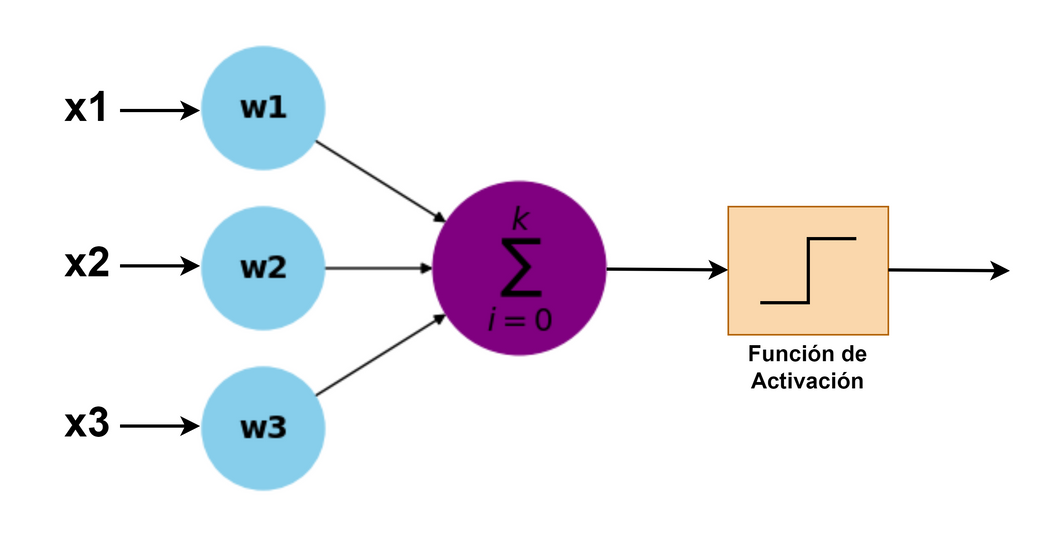 x1
w1
x2
w2
x3
w3
k
∑
i = 0
Función de
Activación